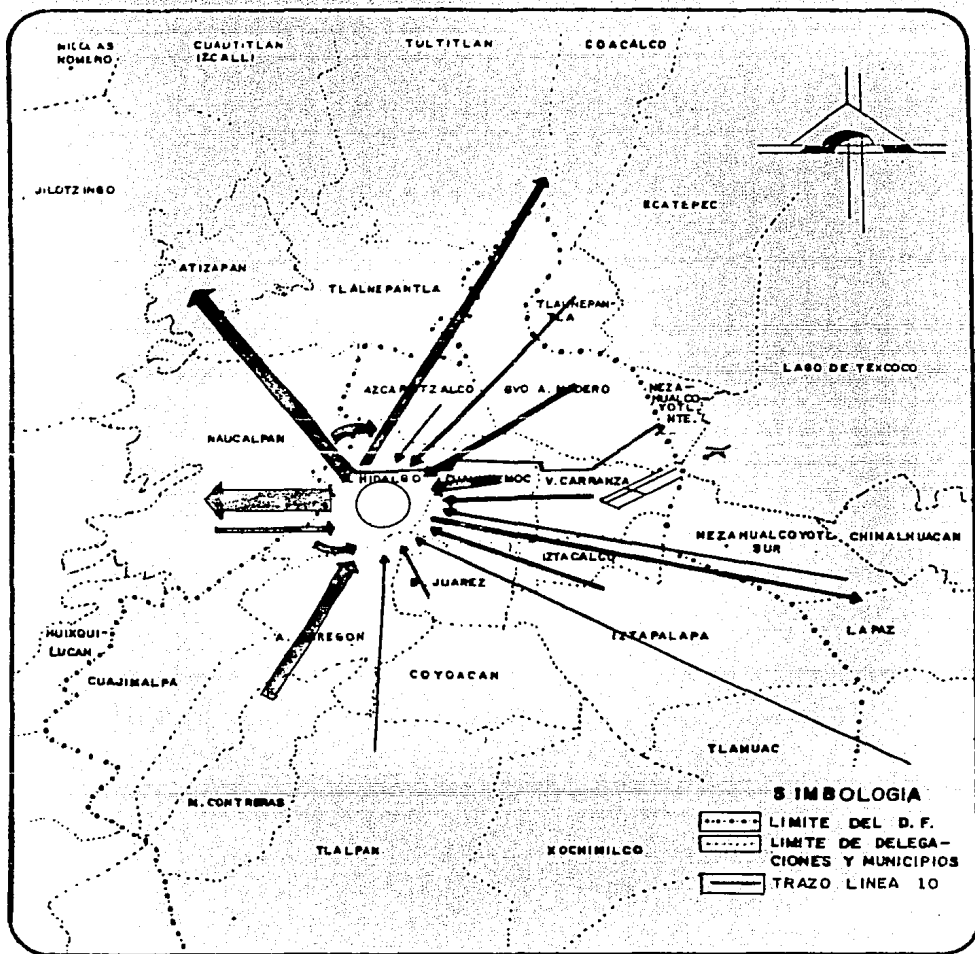 NICOLAS
ROMERO
CUAUTITLAN
IZCALLI
TULTITLAN
COACALCO
JILOTZINGO
ECATEPEC
ATIZAPAN
TLALNEPANTLA
TLALNEPAN-
TLA
LAGO DE TEXCOCO
AZCAPOTZALCO
GVO A. MADERO
NEZA-
HUALCO-
YOTL
NTE.
NAUCALPAN
HIDALGO
CUAUHTEMOC
V. CARRANZA
NEZAHUALCOYOTL
SUR
CHIMALHUACAN
IZTACALCO
B. JUAREZ
HUIXQUI-
LUCAN
A. OBREGON
IZTAPALAPA
LA PAZ
CUAJIMALPA
COYOACAN
TLAHUAC
M. CONTRERAS
TLALPAN
XOCHIMILCO
SIMBOLOGIA
LIMITE DEL D. F.
LIMITE DE DELEGA-
CIONES Y MUNICIPIOS
TRAZO LINEA 10